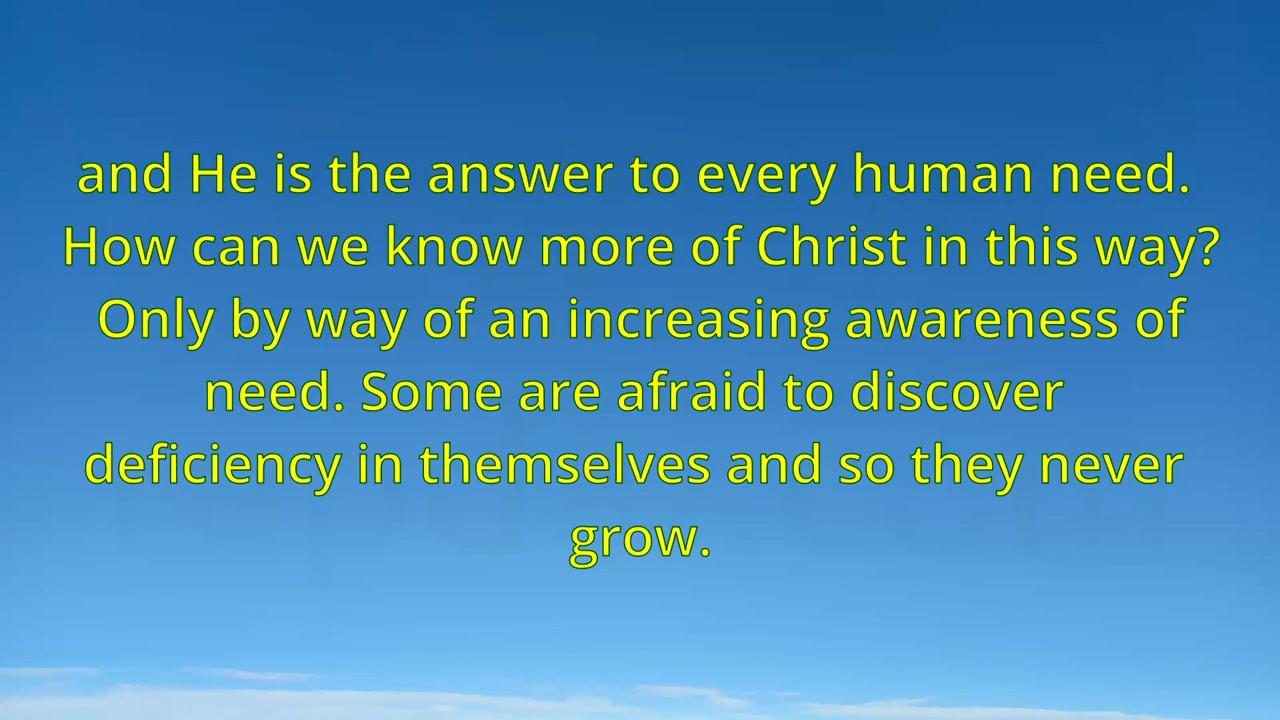 and He is the answer to every human need.
How can we know more of Christ in this way?
Only by way of an increasing awareness of
need. Some are afraid to discover
deficiency in themselves and so they never
grow.